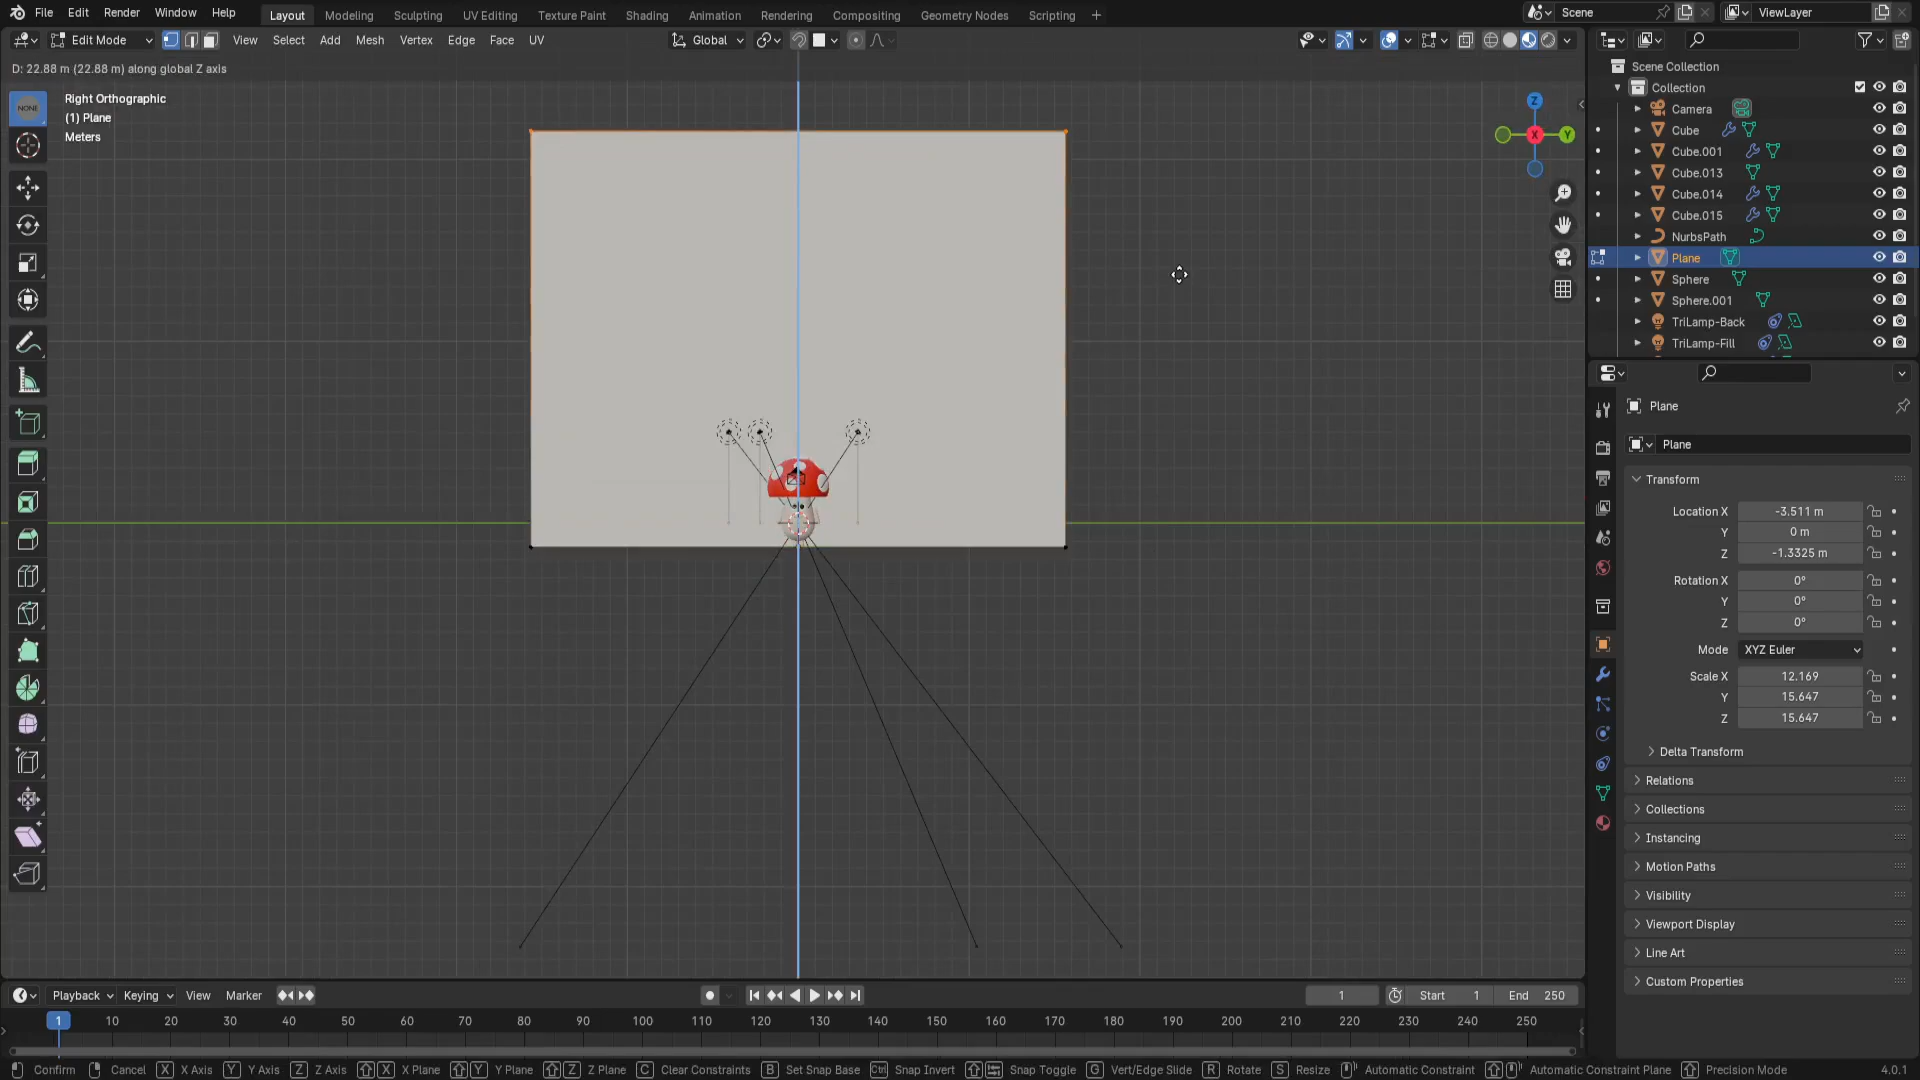 File Edit Render Window Help Layout Modeling Sculpting UV Editing Texture Paint Shading Animation Rendering Compositing Geometry Nodes Scripting + Scene ViewLayer
Edit Mode View Select Add Mesh Vertex Edge Face UV Global
D: 22.88 m (22.88 m) along global Z axis
NONE
Right Orthographic
(1) Plane
Meters
Z
X
Y
Scene Collection
Collection
Camera
Cube
Cube.001
Cube.013
Cube.014
Cube.015
NurbsPath
Plane
Sphere
Sphere.001
TriLamp-Back
TriLamp-Fill
Plane
Plane
Transform
Location X -3.511 m
Y 0 m
Z -1.3325 m
Rotation X 0°
Y 0°
Z 0°
Mode XYZ Euler
Scale X 12.169
Y 15.647
Z 15.647
Delta Transform
Relations
Collections
Instancing
Motion Paths
Visibility
Viewport Display
Line Art
Custom Properties
Playback Keying View Marker 1 Start 1 End 250
1 10 20 30 40 50 60 70 80 90 100 110 120 130 140 150 160 170 180 190 200 210 220 230 240 250
Confirm Cancel X X Axis Y Y Axis Z Z Axis X X Plane Y Y Plane Z Z Plane C Clear Constraints B Set Snap Base Ctrl Snap Invert Snap Toggle G Vert/Edge Slide R Rotate S Resize Automatic Constraint Automatic Constraint Plane Precision Mode 4.0.1